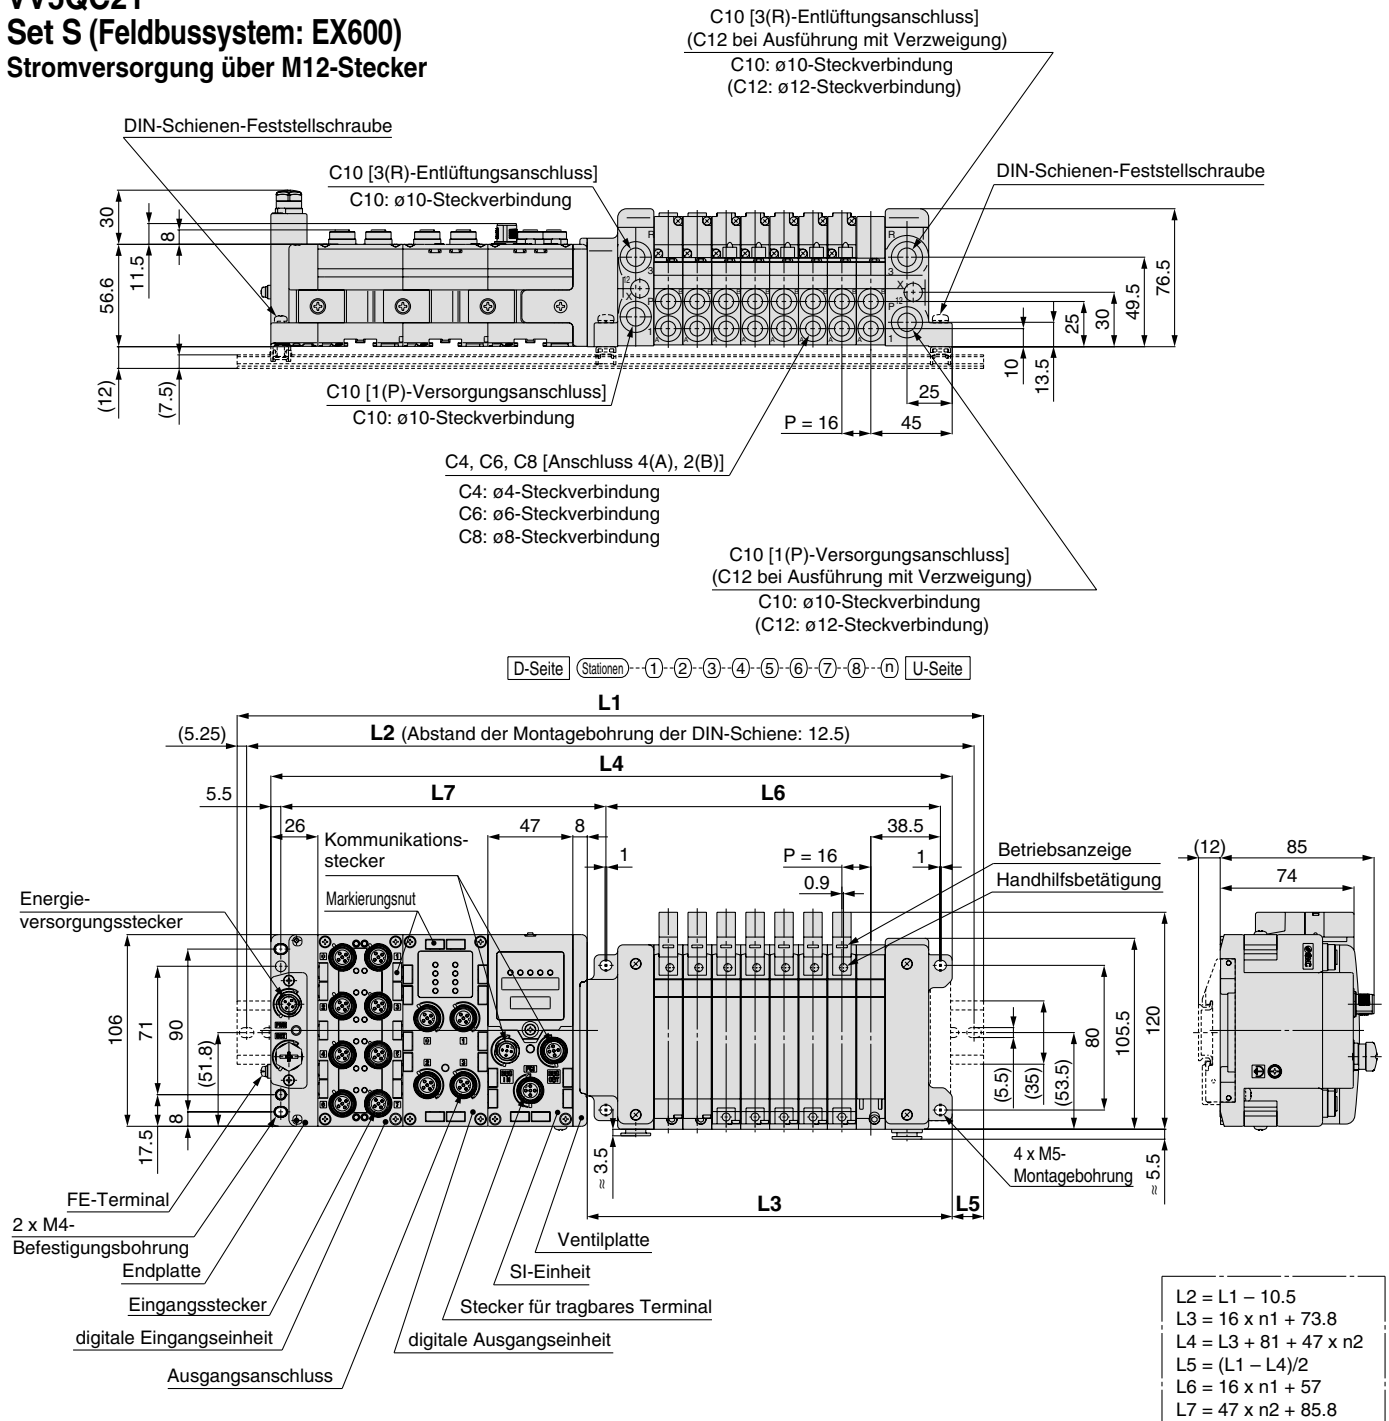 VV5QC21
Set S (Feldbussystem: EX600)
Stromversorgung über M12-Stecker
C10 [3(R)-Entlüftungsanschluss]
(C12 bei Ausführung mit Verzweigung)
C10: ø10-Steckverbindung
(C12: ø12-Steckverbindung)
DIN-Schienen-Feststellschraube
C10 [3(R)-Entlüftungsanschluss]
C10: ø10-Steckverbindung
DIN-Schienen-Feststellschraube
30
11.5
8
56.6
(12)
(7.5)
76.5
49.5
30
25
13.5
10
25
P = 16
45
C10 [1(P)-Versorgungsanschluss]
C10: ø10-Steckverbindung
C4, C6, C8 [Anschluss 4(A), 2(B)]
C4: ø4-Steckverbindung
C6: ø6-Steckverbindung
C8: ø8-Steckverbindung
C10 [1(P)-Versorgungsanschluss]
(C12 bei Ausführung mit Verzweigung)
C10: ø10-Steckverbindung
(C12: ø12-Steckverbindung)
D-Seite Stationen 1 2 3 4 5 6 7 8 n U-Seite
L1
(5.25)
L2 (Abstand der Montagebohrung der DIN-Schiene: 12.5)
L4
5.5
L7
L6
26
47
8
38.5
Kommunikations-
stecker
1
P = 16
1
0.9
Betriebsanzeige
Handhilfsbetätigung
(12)
85
74
Markierungsnut
Energie-
versorgungsstecker
106
71
90
(51.8)
17.5
8
(5.5)
(35)
(53.5)
80
105.5
120
≈ 3.5
≈ 5.5
4 x M5-
Montagebohrung
L3
L5
FE-Terminal
2 x M4-
Befestigungsbohrung
Endplatte
Eingangsstecker
digitale Eingangseinheit
Ausgangsanschluss
Ventilplatte
SI-Einheit
Stecker für tragbares Terminal
digitale Ausgangseinheit
L2 = L1 – 10.5
L3 = 16 x n1 + 73.8
L4 = L3 + 81 + 47 x n2
L5 = (L1 – L4)/2
L6 = 16 x n1 + 57
L7 = 47 x n2 + 85.8